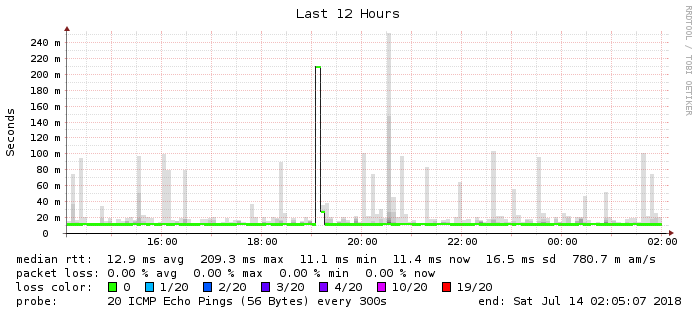 Last 12 Hours
RRDTOOL / TOBI OETIKER
Seconds
240 m
220 m
200 m
180 m
160 m
140 m
120 m
100 m
80 m
60 m
40 m
20 m
0
16:00 18:00 20:00 22:00 00:00 02:00
median rtt: 12.9 ms avg 209.3 ms max 11.1 ms min 11.4 ms now 16.5 ms sd 780.7 m am/s
packet loss: 0.00 % avg 0.00 % max 0.00 % min 0.00 % now
loss color: 0 1/20 2/20 3/20 4/20 10/20 19/20
probe: 20 ICMP Echo Pings (56 Bytes) every 300s end: Sat Jul 14 02:05:07 2018